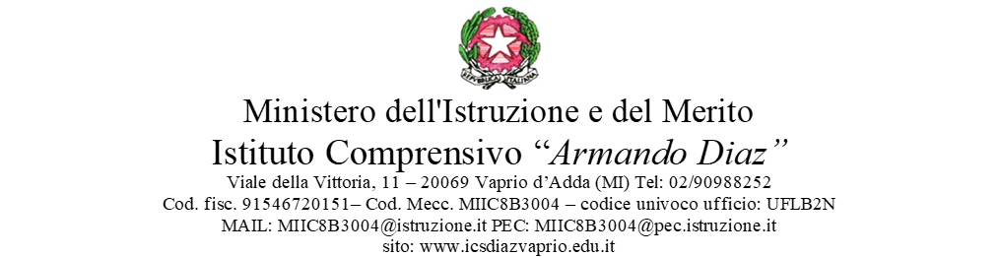 REPVBBLICA ITALIANA
Ministero dell'Istruzione e del Merito
Istituto Comprensivo “Armando Diaz”
Viale della Vittoria, 11 – 20069 Vaprio d’Adda (MI) Tel: 02/90988252
Cod. fisc. 91546720151– Cod. Mecc. MIIC8B3004 – codice univoco ufficio: UFLB2N
MAIL: MIIC8B3004@istruzione.it PEC: MIIC8B3004@pec.istruzione.it
sito: www.icsdiazvaprio.edu.it